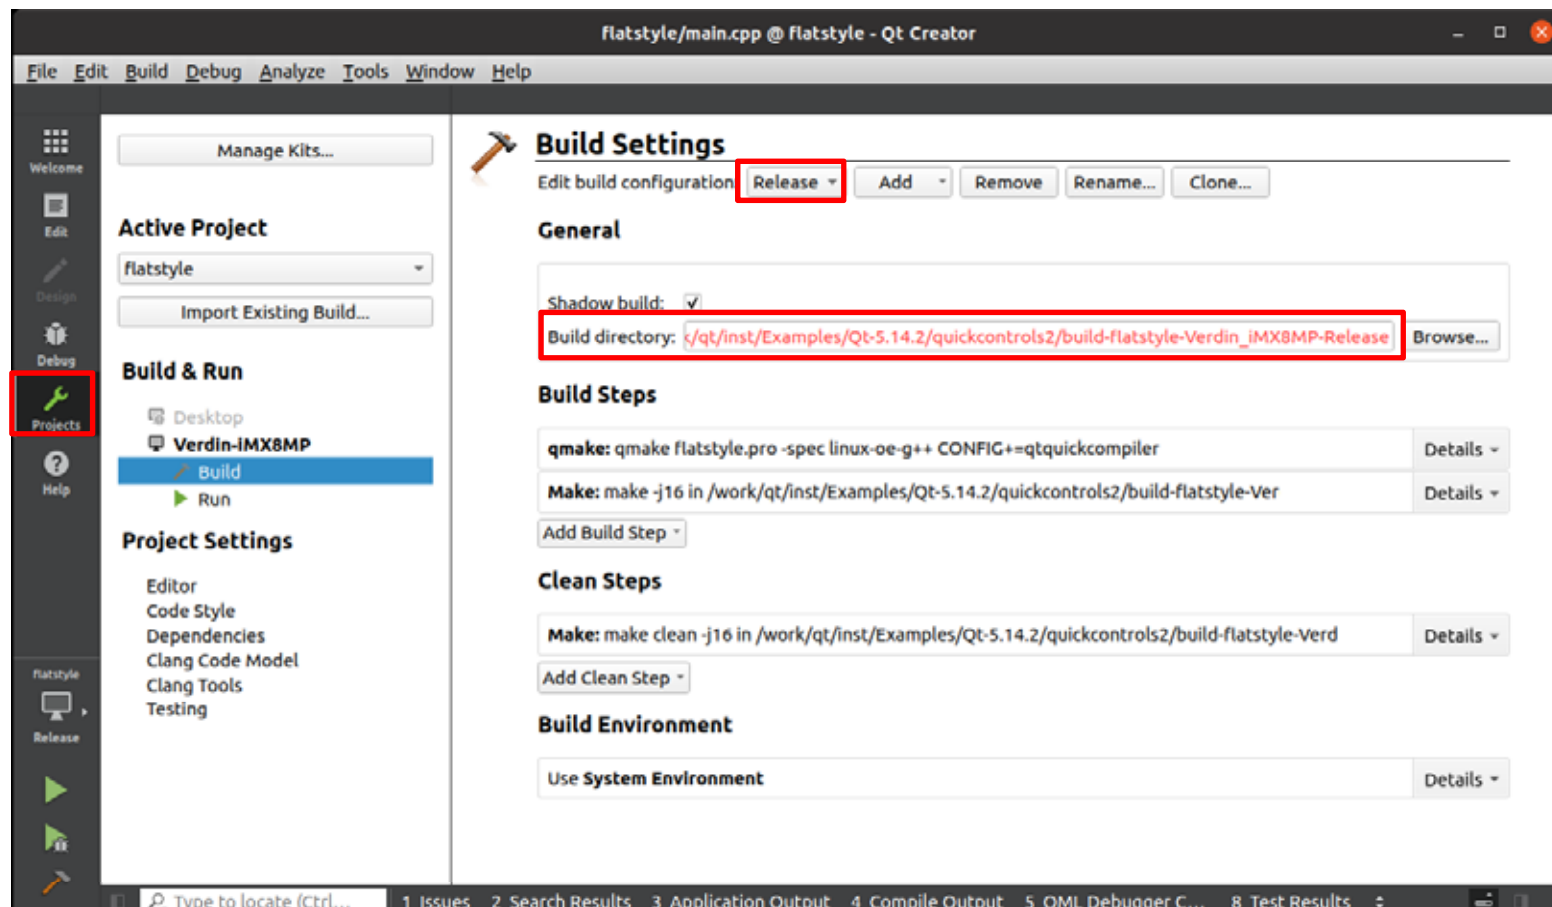 flatstyle/main.cpp @ flatstyle - Qt Creator
File Edit Build Debug Analyze Tools Window Help
Welcome
Edit
Design
Debug
Projects
Help
flatstyle
Release
Manage Kits...
Active Project
flatstyle
Import Existing Build...
Build & Run
Desktop
Verdin-iMX8MP
Build
Run
Project Settings
Editor
Code Style
Dependencies
Clang Code Model
Clang Tools
Testing
Build Settings
Edit build configuration Release Add Remove Rename... Clone...
General
Shadow build:
Build directory: </qt/inst/Examples/Qt-5.14.2/quickcontrols2/build-flatstyle-Verdin_iMX8MP-Release Browse...
Build Steps
qmake: qmake flatstyle.pro -spec linux-oe-g++ CONFIG+=qtquickcompiler Details
Make: make -j16 in /work/qt/inst/Examples/Qt-5.14.2/quickcontrols2/build-flatstyle-Ver Details
Add Build Step
Clean Steps
Make: make clean -j16 in /work/qt/inst/Examples/Qt-5.14.2/quickcontrols2/build-flatstyle-Verd Details
Add Clean Step
Build Environment
Use System Environment Details
Type to locate (Ctrl... 1 Issues 2 Search Results 3 Application Output 4 Compile Output 5 QML Debugger C... 8 Test Results